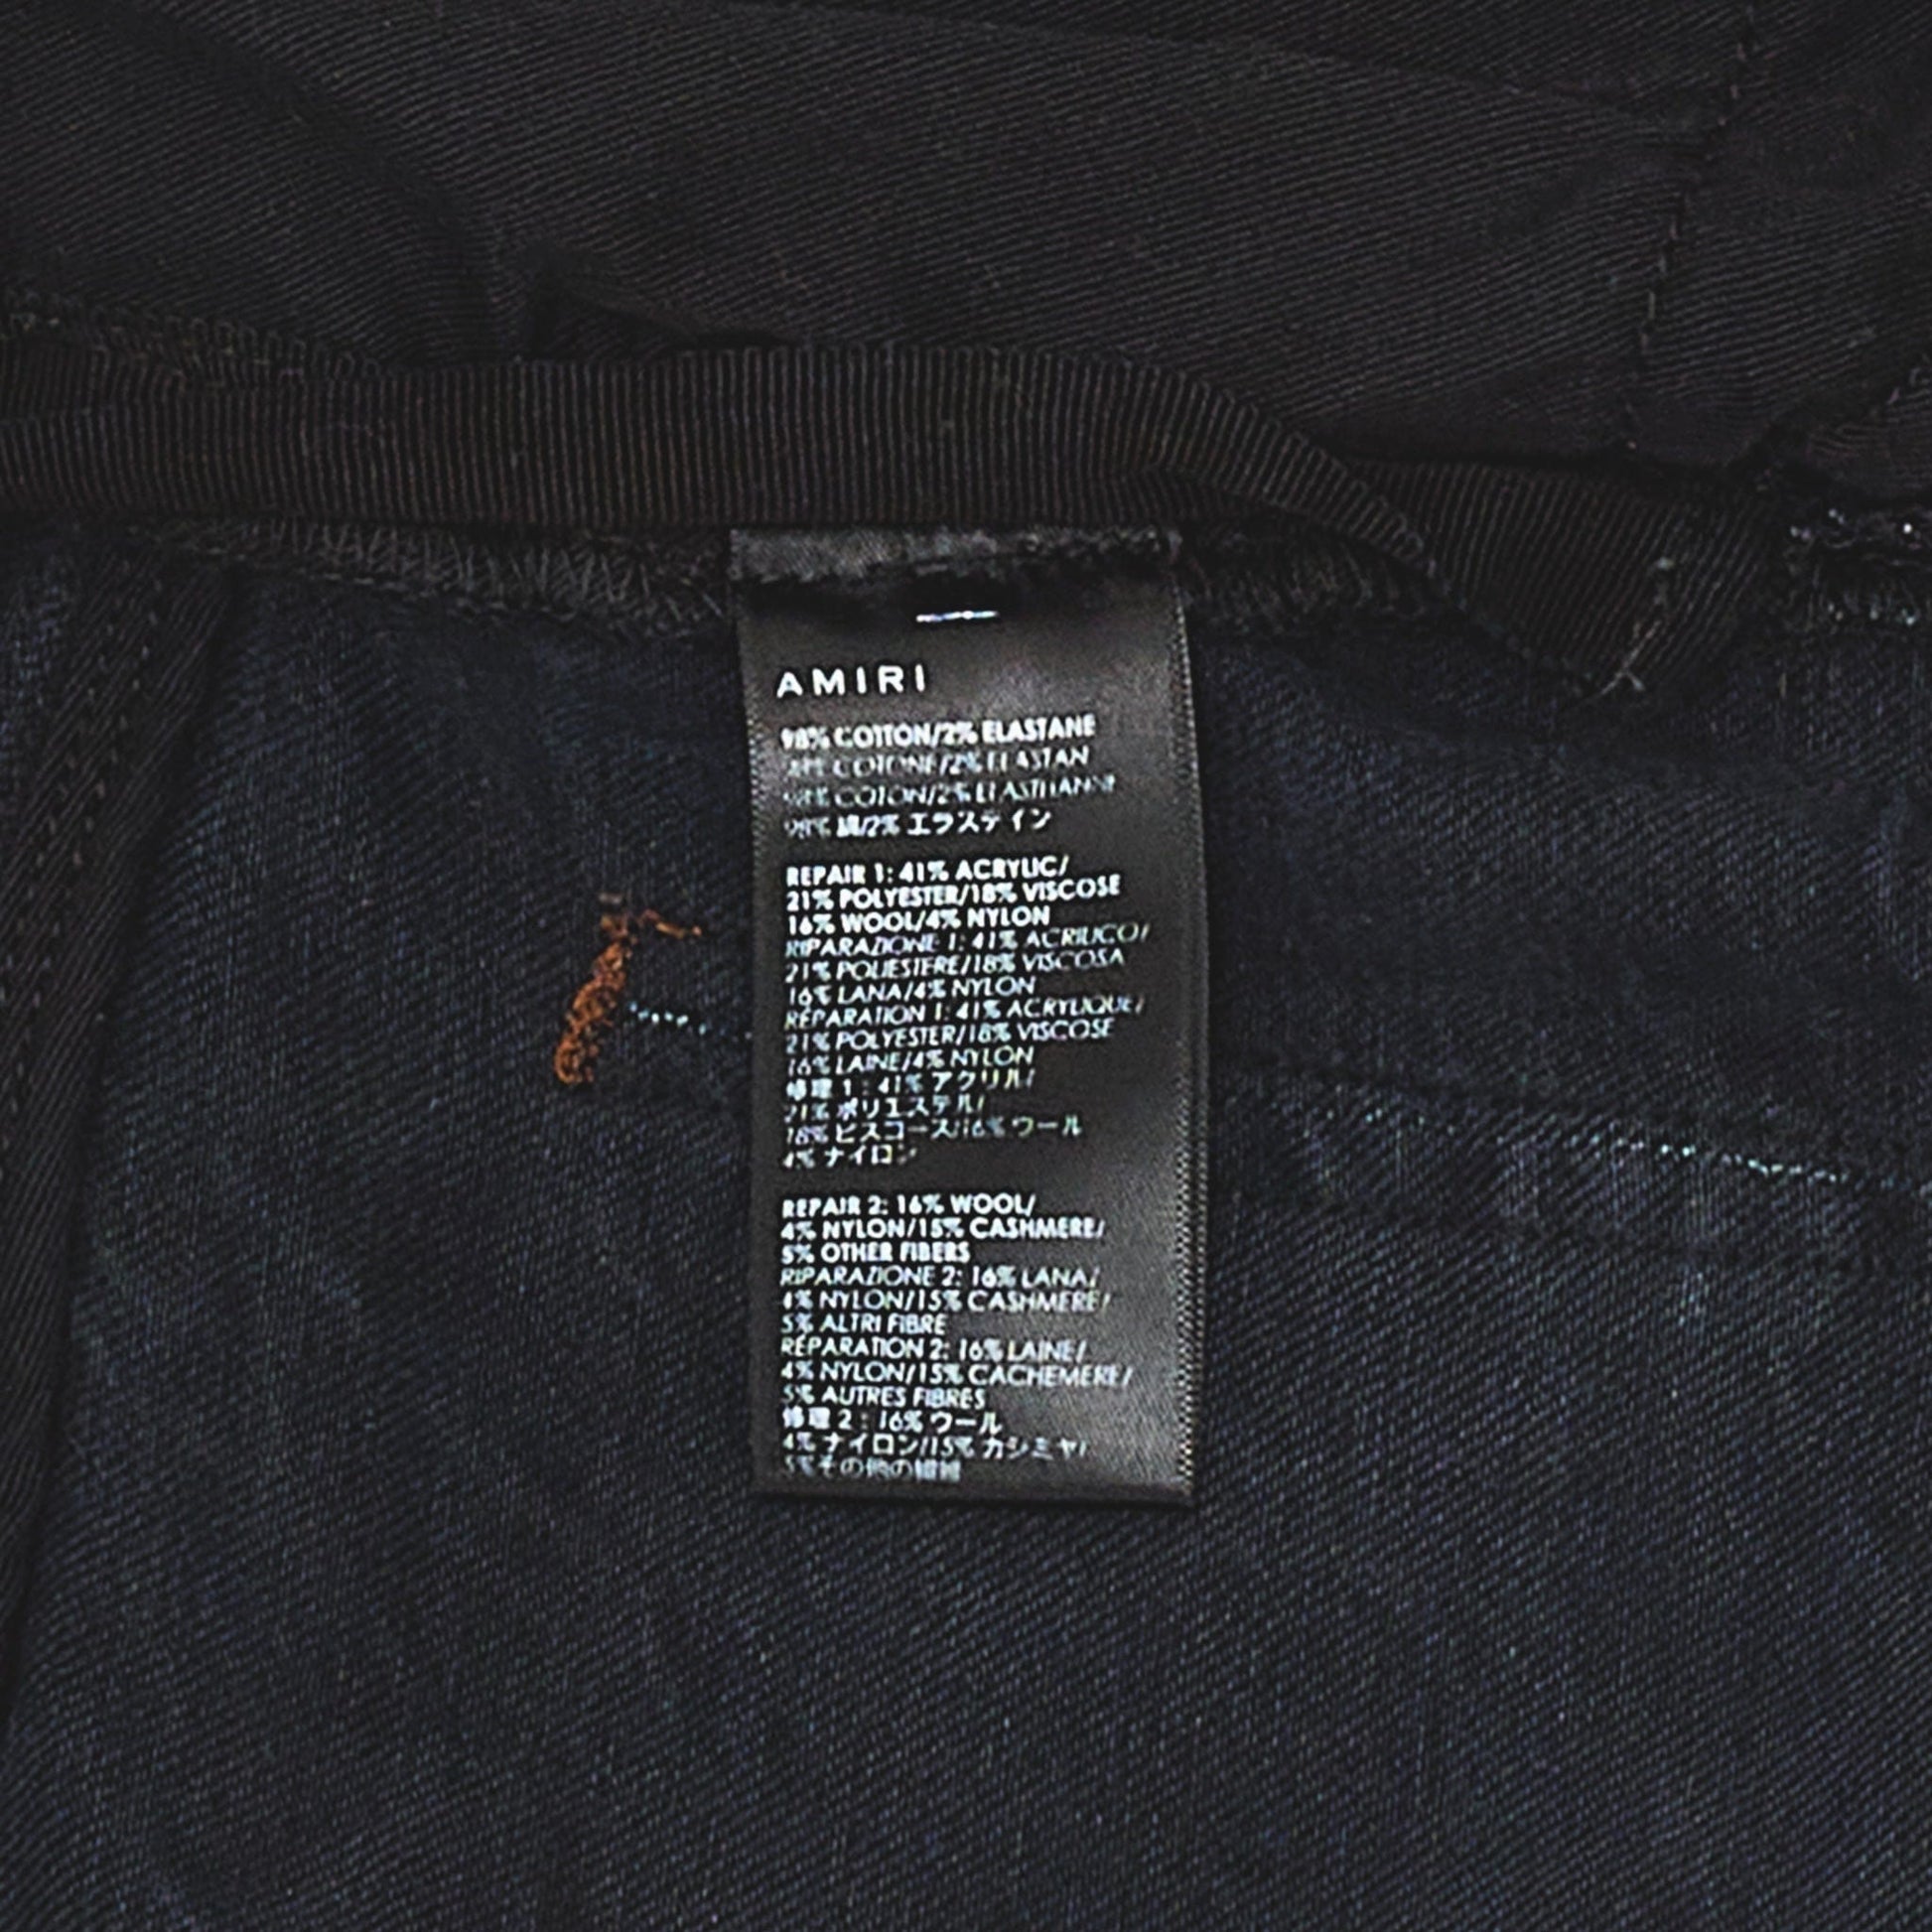 AMIRI
98% COTTON/2% ELASTANE
98% COTONE/2% ELASTAN
98% COTON/2% ELASTHANNE
98% 綿/2% エラステイン
REPAIR 1: 41% ACRYLIC/
21% POLYESTER/18% VISCOSE
16% WOOL/4% NYLON
RIPARAZIONE 1: 41% ACRILICO/
21% POLIESTERE/18% VISCOSA
16% LANA/4% NYLON
RÉPARATION 1: 41% ACRYLIQUE/
21% POLYESTER/18% VISCOSE
16% LAINE/4% NYLON
修理 1 : 41% アクリル/
21% ポリエステル/
18% ビスコース/16% ウール
4% ナイロン
REPAIR 2: 16% WOOL/
4% NYLON/15% CASHMERE/
5% OTHER FIBERS
RIPARAZIONE 2: 16% LANA/
4% NYLON/15% CASHMERE/
5% ALTRI FIBRE
RÉPARATION 2: 16% LAINE/
4% NYLON/15% CACHEMERE/
5% AUTRES FIBRES
修理 2 : 16% ウール
4% ナイロン/15% カシミヤ/
5% その他の繊維